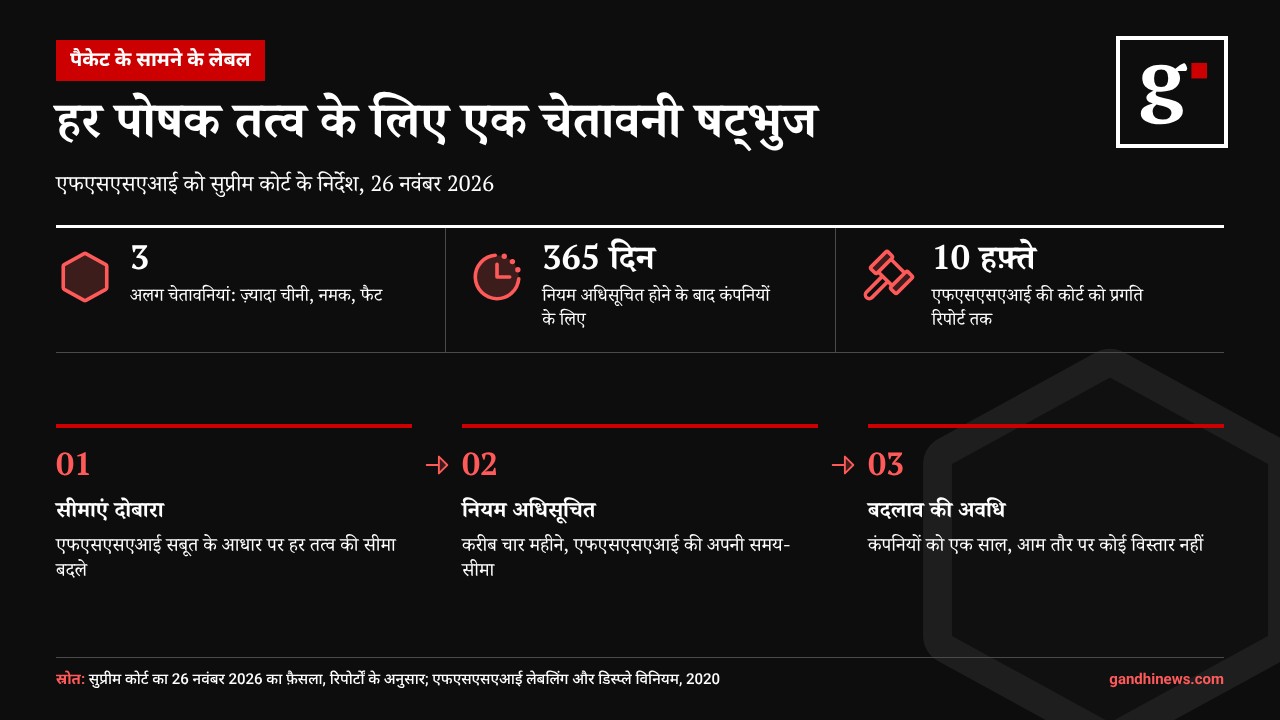 पैकेट के सामने के लेबल
g
हर पोषक तत्व के लिए एक चेतावनी षट्भुज
एफएसएसएआई को सुप्रीम कोर्ट के निर्देश, 26 नवंबर 2026
3
अलग चेतावनियां: ज़्यादा चीनी, नमक, फैट
365 दिन
नियम अधिसूचित होने के बाद कंपनियों
के लिए
10 हफ़्ते
एफएसएसएआई की कोर्ट को प्रगति
रिपोर्ट तक
01
सीमाएं दोबारा
एफएसएसएआई सबूत के आधार पर हर तत्व की सीमा
बदले
02
नियम अधिसूचित
करीब चार महीने, एफएसएसएआई की अपनी समय-
सीमा
03
बदलाव की अवधि
कंपनियों को एक साल, आम तौर पर कोई विस्तार नहीं
स्रोत: सुप्रीम कोर्ट का 26 नवंबर 2026 का फ़ैसला, रिपोर्टों के अनुसार; एफएसएसएआई लेबलिंग और डिस्प्ले विनियम, 2020
gandhinews.com